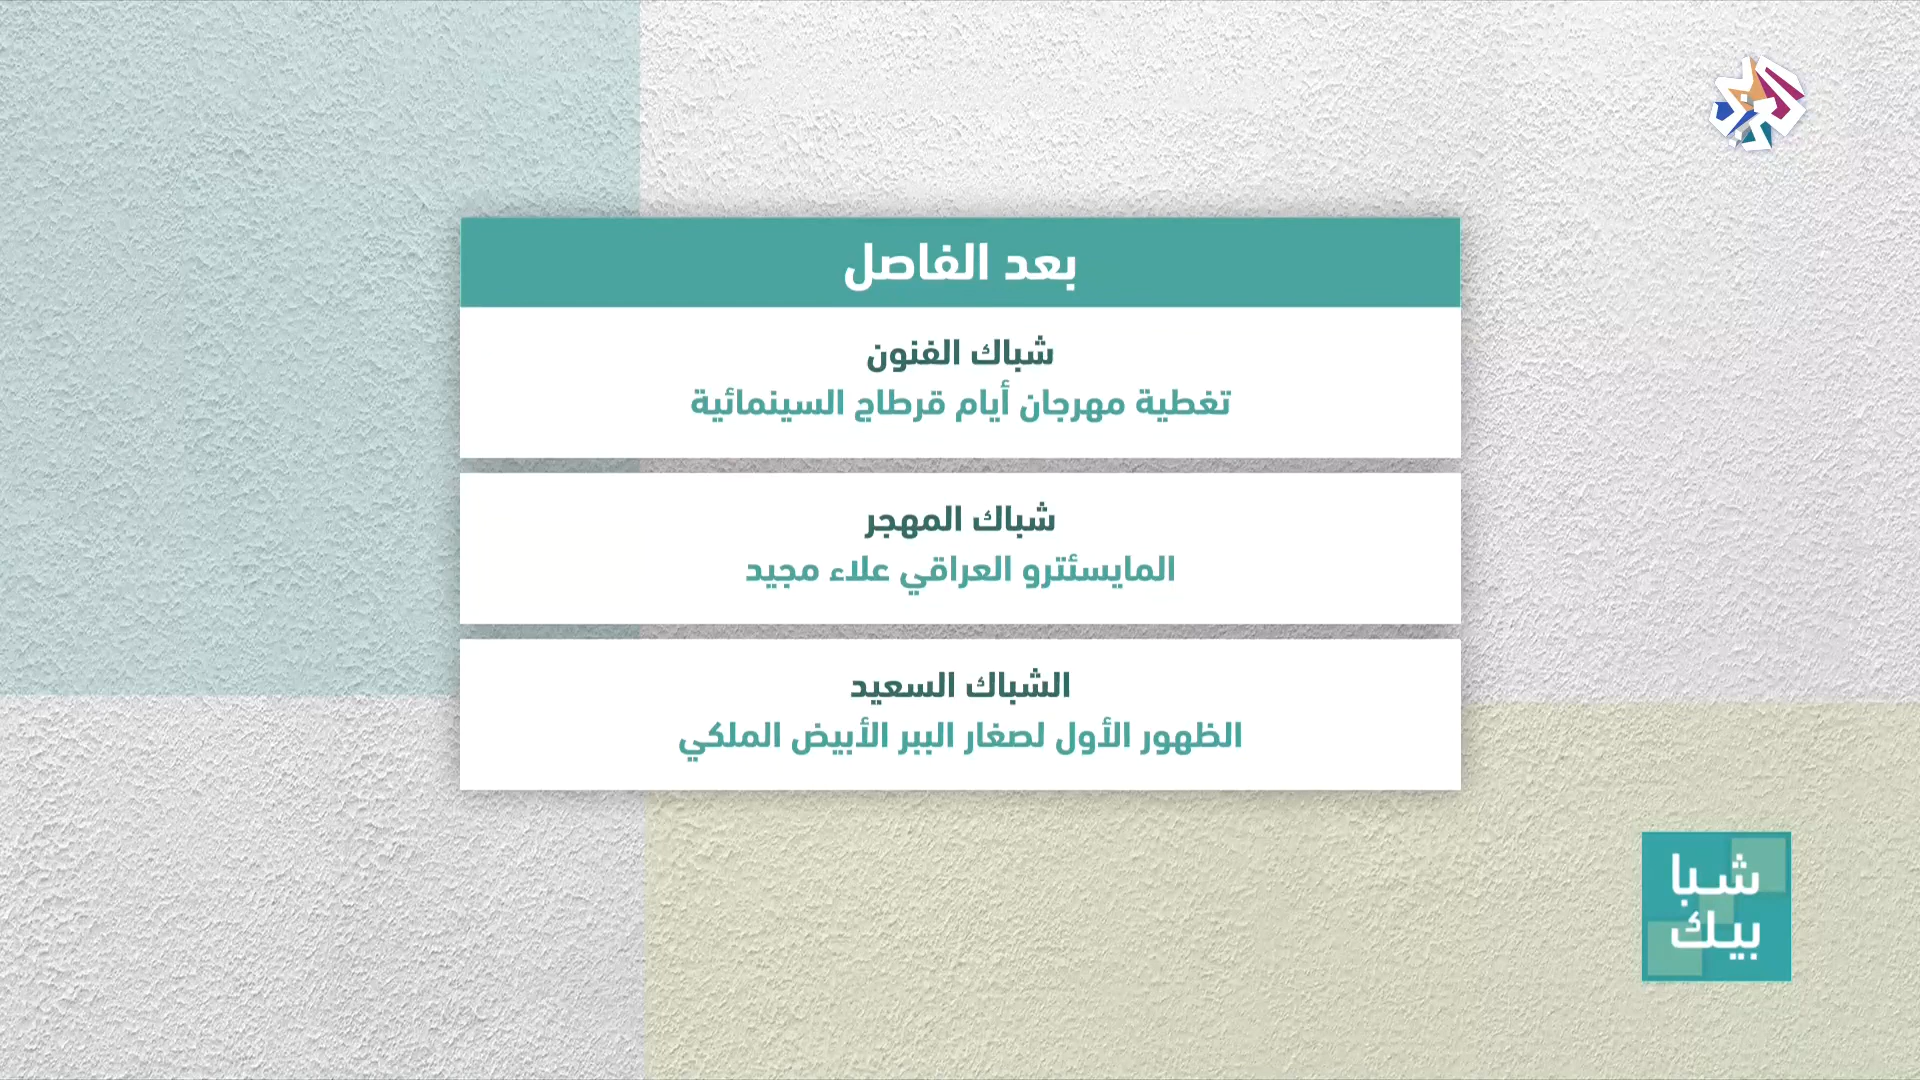 بعد الفاصل
شباك الفنون
تغطية مهرجان أيام قرطاج السينمائية
شباك المهجر
المايسئترو العراقي علاء مجيد
الشباك السعيد
الظهور الأول لصغار الببر الأبيض الملكي
شبا
بيك